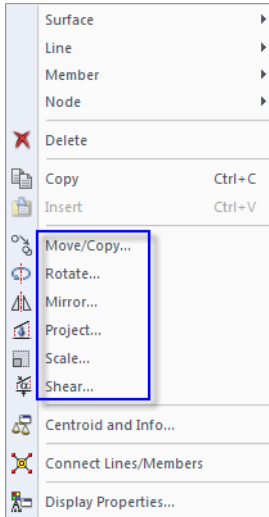 Surface
Line
Member
Node
Delete
Copy Ctrl+C
Insert Ctrl+V
Move/Copy...
Rotate...
Mirror...
Project...
Scale...
Shear...
Centroid and Info...
Connect Lines/Members
Display Properties...